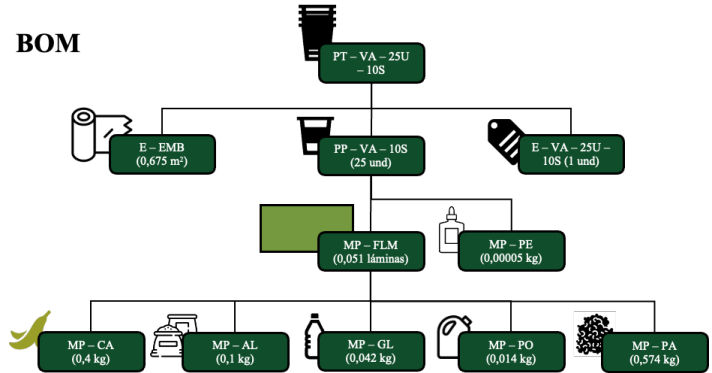 BOM
PT – VA – 25U
– 10S
E – EMB
(0,675 m²)
PP – VA – 10S
(25 und)
E – VA – 25U –
10S (1 und)
MP – FLM
(0,051 láminas)
MP – PE
(0,00005 kg)
MP – CA
(0,4 kg)
MP – AL
(0,1 kg)
MP – GL
(0,042 kg)
MP – PO
(0,014 kg)
MP – PA
(0,574 kg)